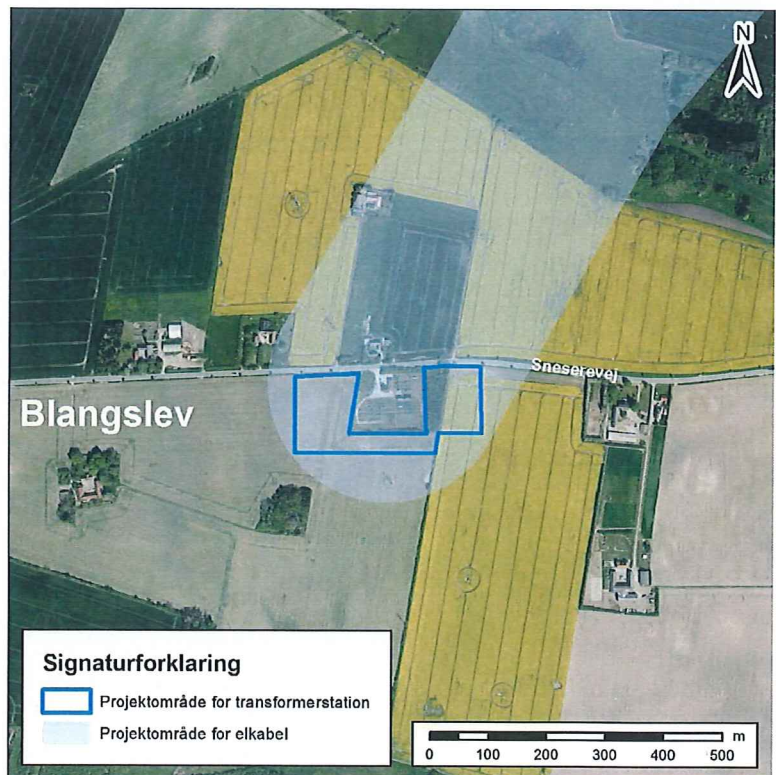 N
Sneserevej
Blangslev
Signaturforklaring
Projektområde for transformerstation
Projektområde for elkabel
m
0 100 200 300 400 500